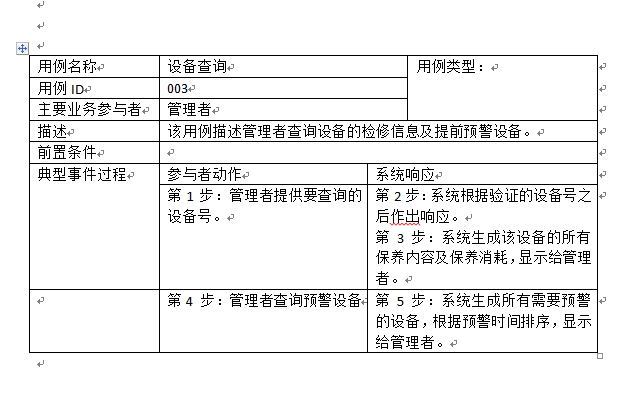 用例名称 设备查询 用例类型：
用例 ID 003
主要业务参与者 管理者
描述 该用例描述管理者查询设备的检修信息及提前预警设备。
前置条件
典型事件过程 参与者动作 系统响应
第 1 步：管理者提供要查询的
设备号。
第 2 步：系统根据验证的设备号之
后作出响应。
第 3 步：系统生成该设备的所有
保养内容及保养消耗，显示给管理
者。
第 4 步：管理者查询预警设备
第 5 步：系统生成所有需要预警
的设备，根据预警时间排序，显示
给管理者。